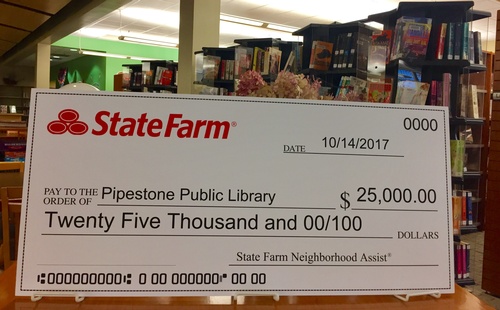 StateFarm®
0000
DATE 10/14/2017
PAY TO THE
ORDER OF Pipestone Public Library $ 25,000.00
Twenty Five Thousand and 00/100 DOLLARS
State Farm Neighborhood Assist®
⑆000000000⑆ 0 00 000000⑈ 00 00